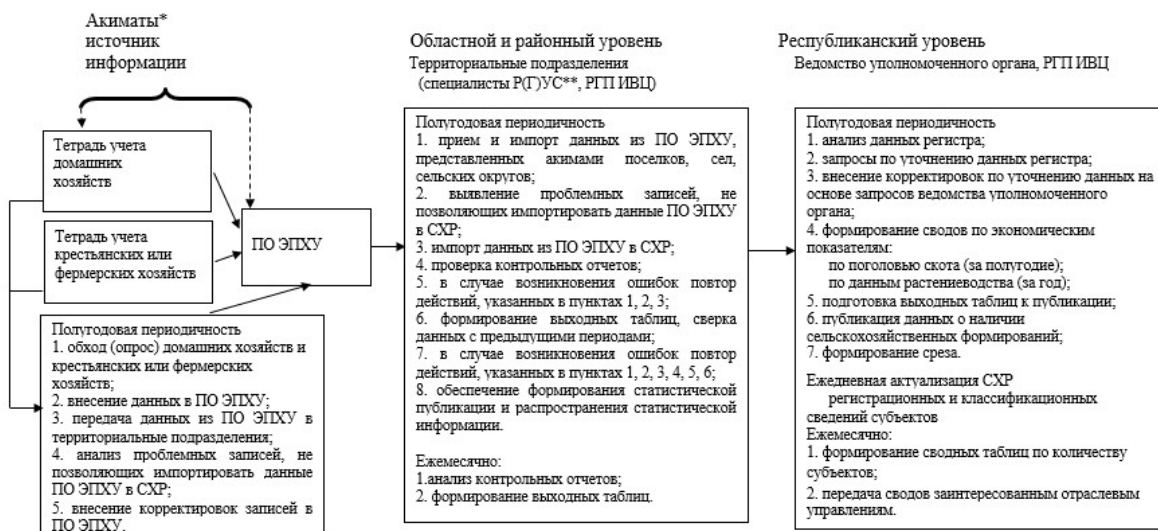 Акиматы*
источник
информации
Тетрадь учета
домашних
хозяйств
Тетрадь учета
крестьянских или
фермерских хозяйств
ПО ЭПХУ
Полугодовая периодичность
1. обход (опрос) домашних хозяйств и
крестьянских или фермерских
хозяйств;
2. внесение данных в ПО ЭПХУ;
3. передача данных из ПО ЭПХУ в
территориальные подразделения;
4. анализ проблемных записей, не
позволяющих импортировать данные
ПО ЭПХУ в СХР;
5. внесение корректировок записей в
ПО ЭПХУ.
Областной и районный уровень
Территориальные подразделения
(специалисты Р(Г)УС**, РГП ИВЦ)
Полугодовая периодичность
1. прием и импорт данных из ПО ЭПХУ,
представленных акимами поселков, сел,
сельских округов;
2. выявление проблемных записей, не
позволяющих импортировать данные ПО ЭПХУ
в СХР;
3. импорт данных из ПО ЭПХУ в СХР;
4. проверка контрольных отчетов;
5. в случае возникновения ошибок повтор
действий, указанных в пунктах 1, 2, 3;
6. формирование выходных таблиц, сверка
данных с предыдущими периодами;
7. в случае возникновения ошибок повтор
действий, указанных в пунктах 1, 2, 3, 4, 5, 6;
8. обеспечение формирования статистической
публикации и распространения статистической
информации.
Ежемесячно:
1.анализ контрольных отчетов;
2. формирование выходных таблиц.
Республиканский уровень
Ведомство уполномоченного органа, РГП ИВЦ
Полугодовая периодичность
1. анализ данных регистра;
2. запросы по уточнению данных регистра;
3. внесение корректировок по уточнению данных на
основе запросов ведомства уполномоченного
органа;
4. формирование сводов по экономическим
показателям:
по поголовью скота (за полугодие);
по данным растениеводства (за год);
5. подготовка выходных таблиц к публикации;
6. публикация данных о наличии
сельскохозяйственных формирований;
7. формирование среза.
Ежедневная актуализация СХР
регистрационных и классификационных
сведений субъектов
Ежемесячно:
1. формирование сводных таблиц по количеству
субъектов;
2. передача сводов заинтересованным отраслевым
управлениям.